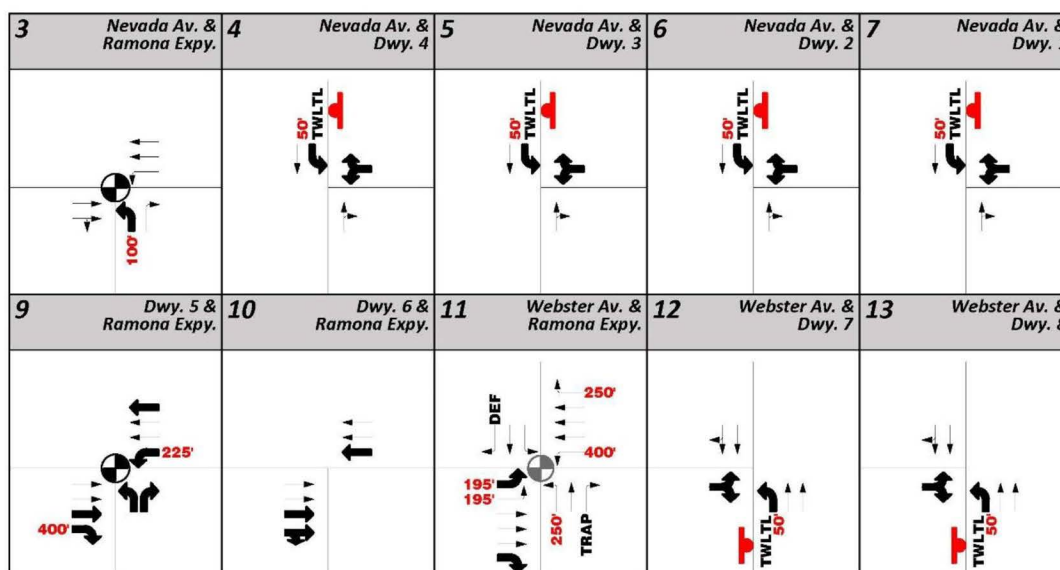 3 Nevada Av. &
Ramona Expy.
4 Nevada Av. &
Dwy. 4
5 Nevada Av. &
Dwy. 3
6 Nevada Av. &
Dwy. 2
7 Nevada Av. &
Dwy.
100'
50'
TWLTL
50'
TWLTL
50'
TWLTL
50'
TWLTL
9 Dwy. 5 &
Ramona Expy.
10 Dwy. 6 &
Ramona Expy.
11 Webster Av. &
Ramona Expy.
12 Webster Av. &
Dwy. 7
13 Webster Av. &
Dwy.
225'
400'
DEF
250'
400'
195'
195'
250'
TRAP
TWLTL
50'
TWLTL
50'